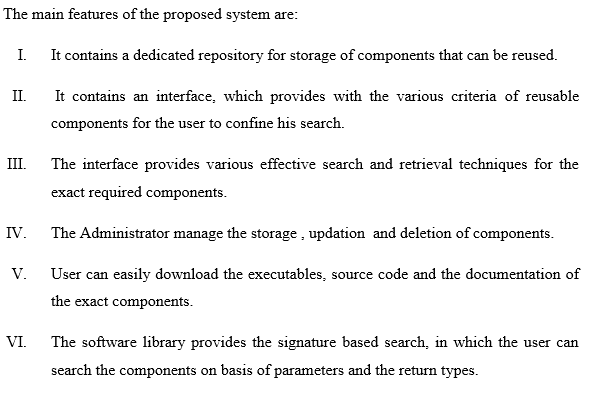 The main features of the proposed system are:
I. It contains a dedicated repository for storage of components that can be reused.
II. It contains an interface, which provides with the various criteria of reusable
components for the user to confine his search.
III. The interface provides various effective search and retrieval techniques for the
exact required components.
IV. The Administrator manage the storage , updation and deletion of components.
V. User can easily download the executables, source code and the documentation of
the exact components.
VI. The software library provides the signature based search, in which the user can
search the components on basis of parameters and the return types.